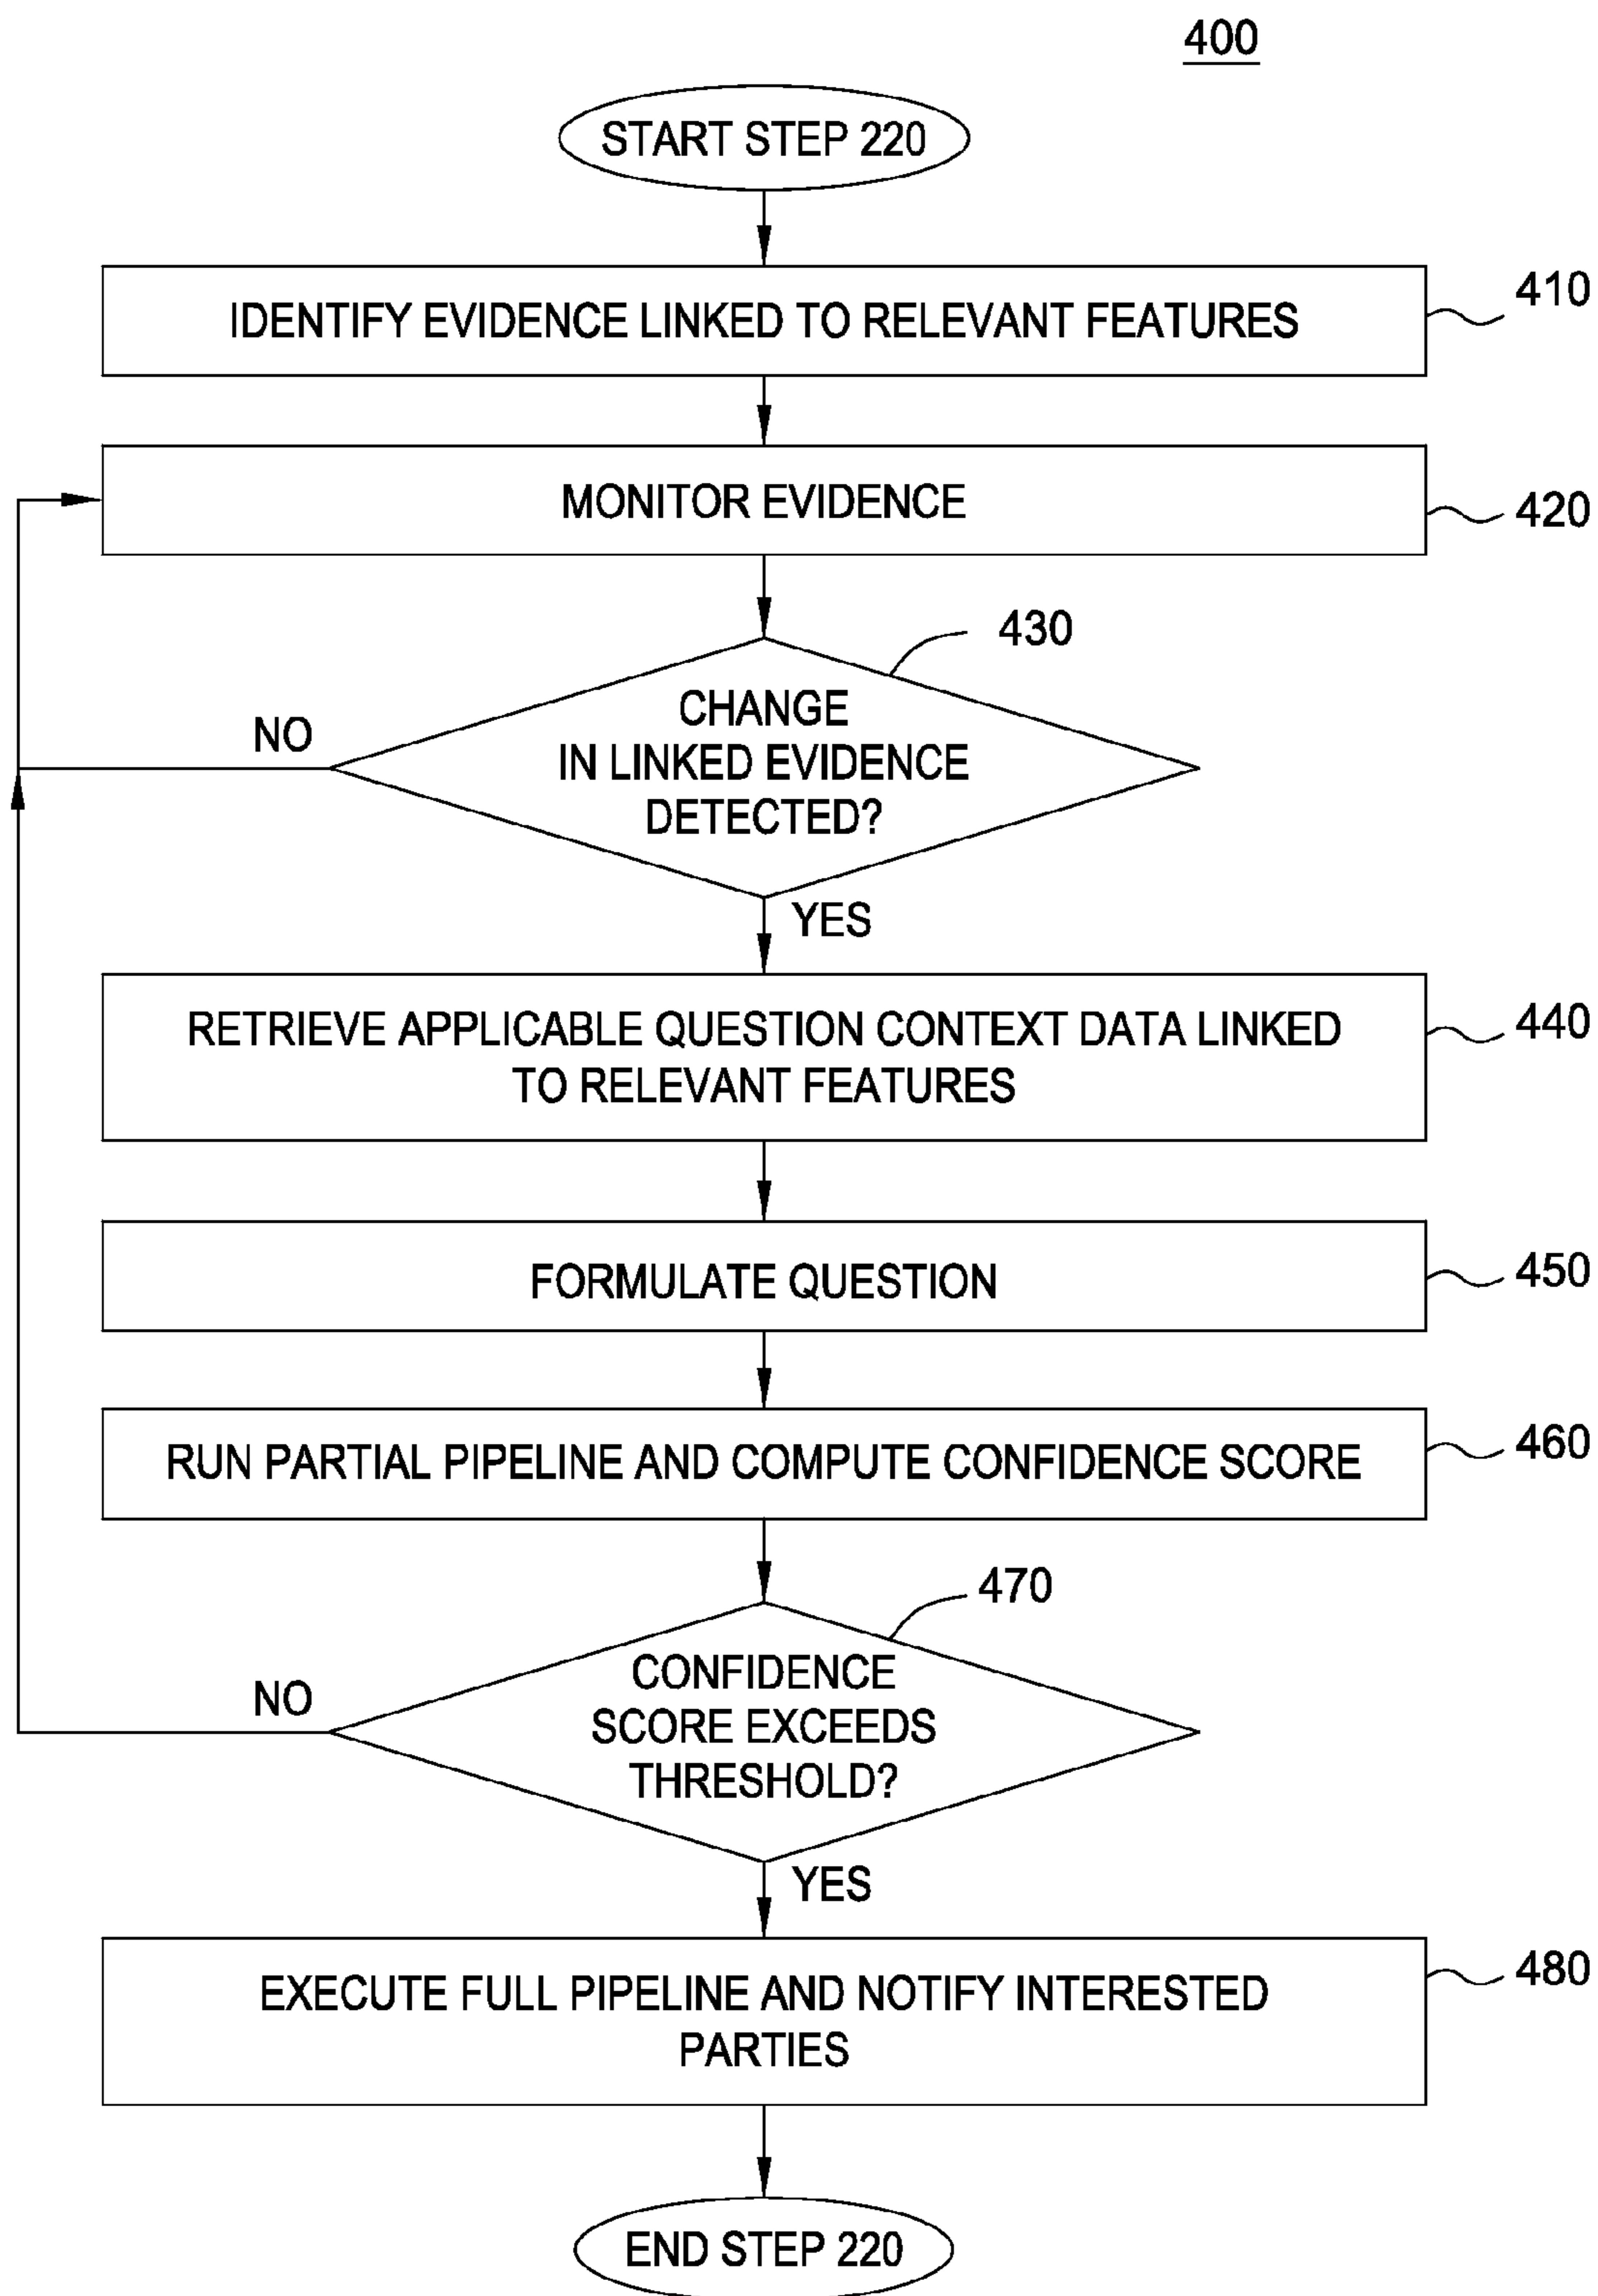 400
START STEP 220
IDENTIFY EVIDENCE LINKED TO RELEVANT FEATURES
410
MONITOR EVIDENCE
420
430
CHANGE
IN LINKED EVIDENCE
DETECTED?
NO
YES
RETRIEVE APPLICABLE QUESTION CONTEXT DATA LINKED
TO RELEVANT FEATURES
440
FORMULATE QUESTION
450
RUN PARTIAL PIPELINE AND COMPUTE CONFIDENCE SCORE
460
470
CONFIDENCE
SCORE EXCEEDS
THRESHOLD?
NO
YES
EXECUTE FULL PIPELINE AND NOTIFY INTERESTED
PARTIES
480
END STEP 220